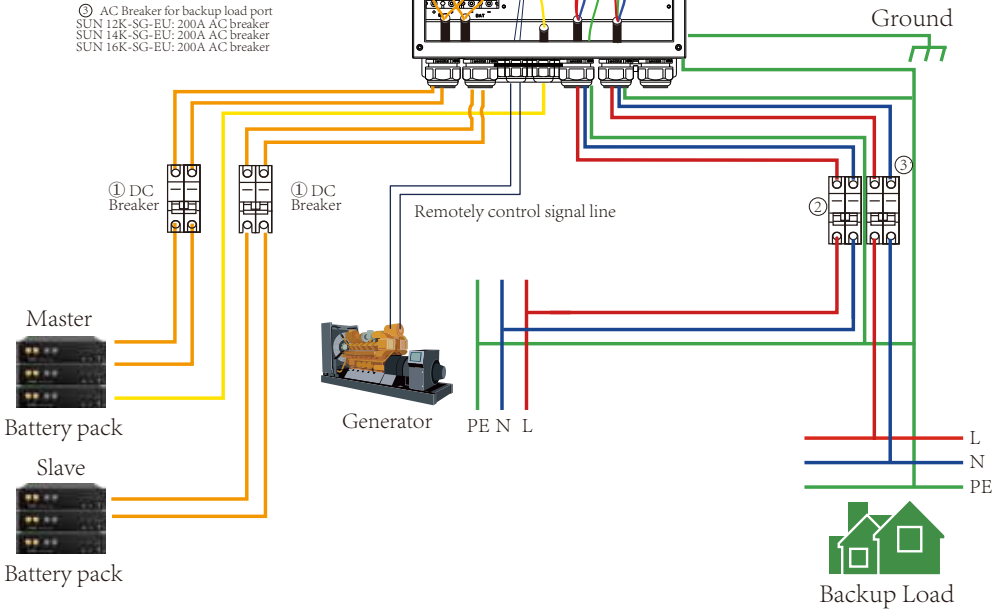 ③ AC Breaker for backup load port
SUN 12K-SG-EU: 200A AC breaker
SUN 14K-SG-EU: 200A AC breaker
SUN 16K-SG-EU: 200A AC breaker
BAT
Ground
① DC
Breaker
① DC
Breaker
③
②
Remotely control signal line
Master
Battery pack
Generator
PE N L
L
N
PE
Slave
Battery pack
Backup Load